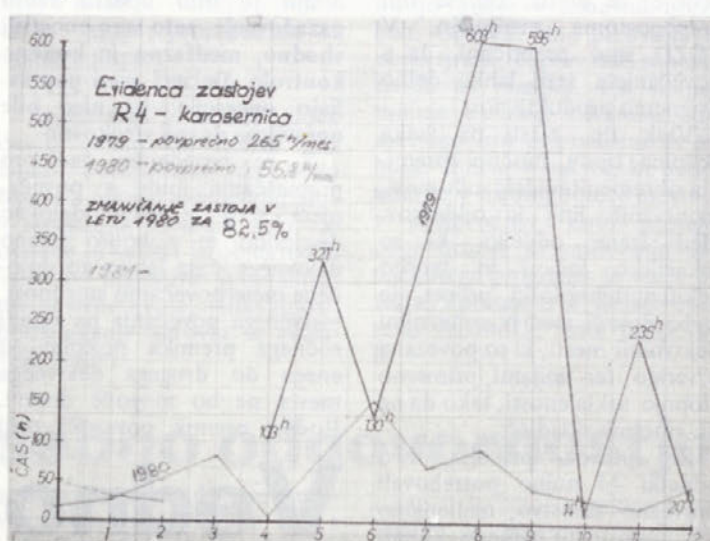 Evidenca zastojev
R4 - karosernica
1979 - povprečno 265 h/mes.
1980 - povprečno, 55,8 h/mes
ZMANJŠANJE ZASTOJA V
LETU 1980 ZA 82,5%
1981 -
600
550
500
450
400
350
300
250
200
150
100
50
0
ČAS (h)
1979
1980
103h
321h
130h
603h
595h
14h
235h
20h
1
2
3
4
5
6
7
8
9
10
11
12